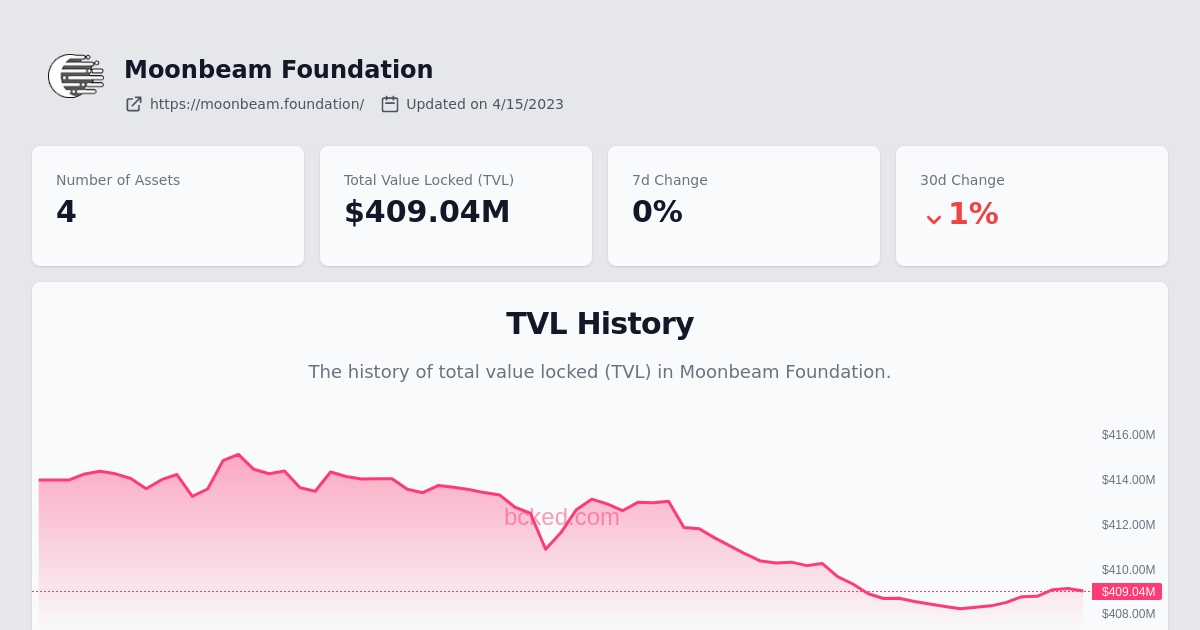 Moonbeam Foundation
https://moonbeam.foundation/ Updated on 4/15/2023
Number of Assets
4
Total Value Locked (TVL)
$409.04M
7d Change
0%
30d Change
1%
TVL History
The history of total value locked (TVL) in Moonbeam Foundation.
$416.00M
$414.00M
$412.00M
bcked.com
$410.00M
$409.04M
$408.00M